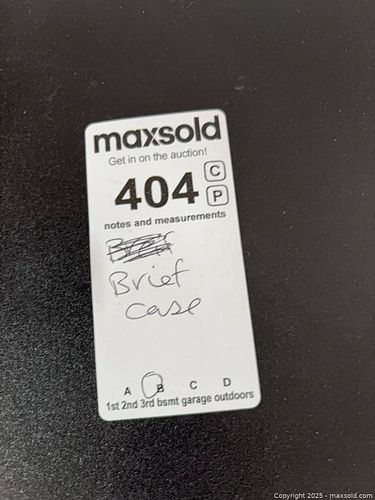 maxsold
Get in on the auction!
404 C
P
notes and measurements
Brief
case
A B C D
1st 2nd 3rd bsmt garage outdoors
Copyright © 2025 - maxsold.com